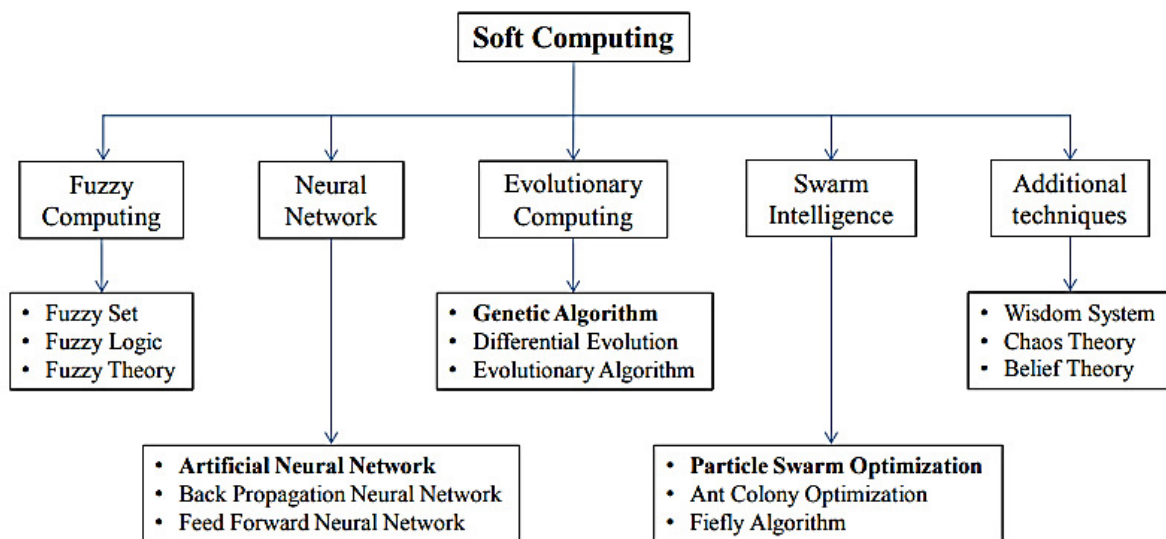 Soft Computing
Fuzzy
Computing
Neural
Network
Evolutionary
Computing
Swarm
Intelligence
Additional
techniques
• Fuzzy Set
• Fuzzy Logic
• Fuzzy Theory
• Genetic Algorithm
• Differential Evolution
• Evolutionary Algorithm
• Wisdom System
• Chaos Theory
• Belief Theory
• Artificial Neural Network
• Back Propagation Neural Network
• Feed Forward Neural Network
• Particle Swarm Optimization
• Ant Colony Optimization
• Fiefly Algorithm